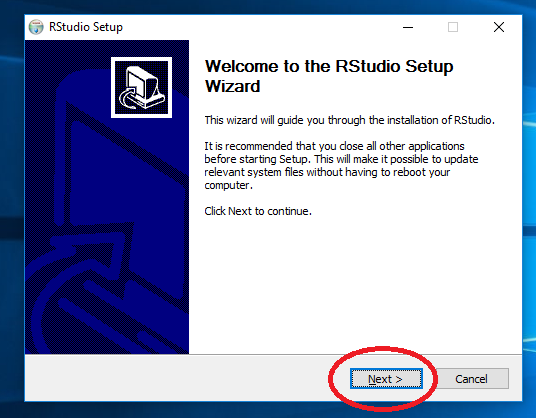 RStudio Setup
Welcome to the RStudio Setup
Wizard
This wizard will guide you through the installation of RStudio.
It is recommended that you close all other applications
before starting Setup. This will make it possible to update
relevant system files without having to reboot your
computer.
Click Next to continue.
Next >
Cancel